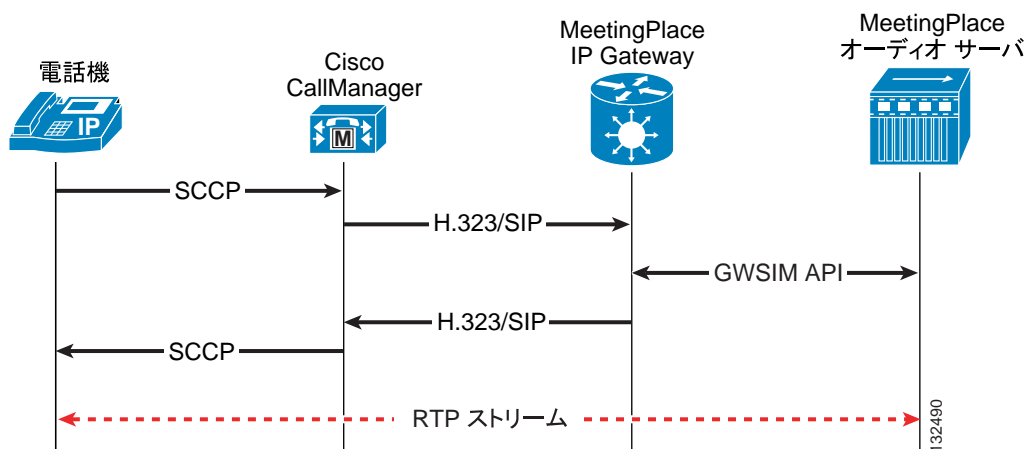 電話機
IP
Cisco
CallManager
M
MeetingPlace
IP Gateway
MeetingPlace
オーディオ サーバ
SCCP
H.323/SIP
GWSIM API
H.323/SIP
SCCP
RTP ストリーム
132490